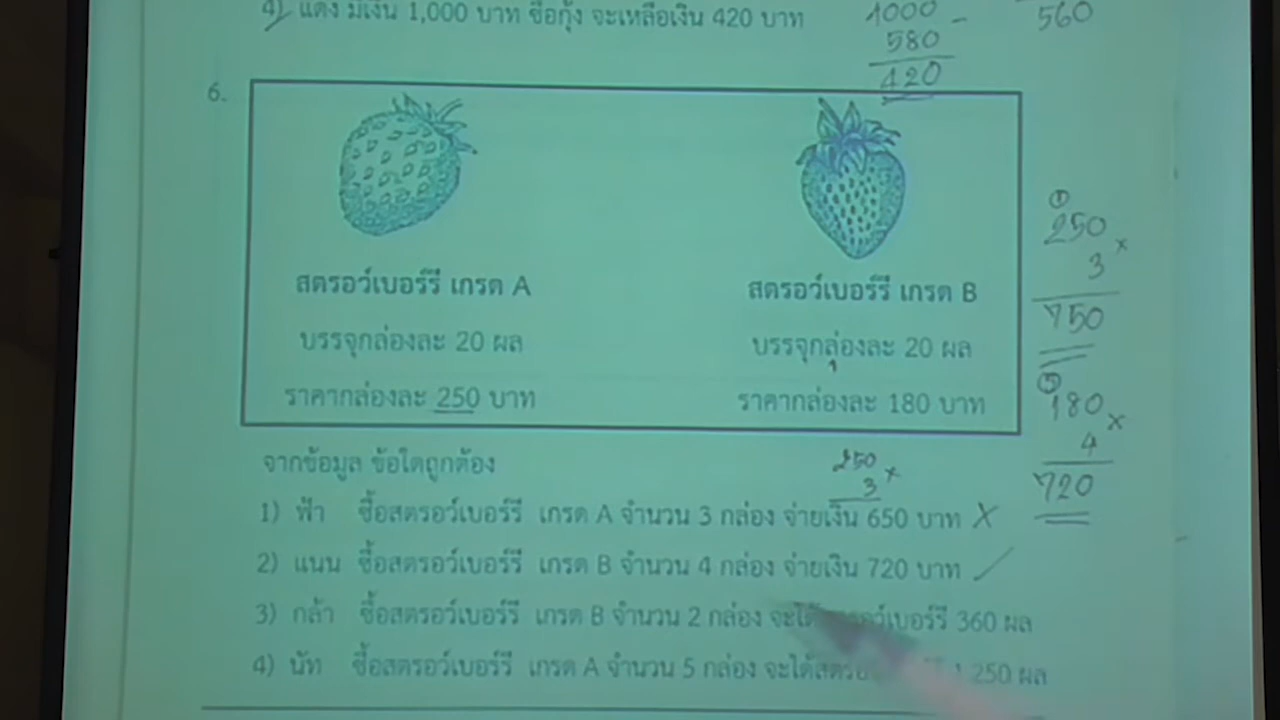 4) แดง มีเงิน 1,000 บาท ซื้อกุ้ง จะเหลือเงิน 420 บาท
1000 -
580
420
560
6.
สตรอว์เบอร์รี เกรด A
บรรจุกล่องละ 20 ผล
ราคากล่องละ 250 บาท
สตรอว์เบอร์รี เกรด B
บรรจุกล่องละ 20 ผล
ราคากล่องละ 180 บาท
250 ×
3
750
180 ×
4
720
จากข้อมูล ข้อใดถูกต้อง
250 ×
3
1) ฟ้า ซื้อสตรอว์เบอร์รี เกรด A จำนวน 3 กล่อง จ่ายเงิน 650 บาท ×
2) แนน ซื้อสตรอว์เบอร์รี เกรด B จำนวน 4 กล่อง จ่ายเงิน 720 บาท ✓
3) กล้า ซื้อสตรอว์เบอร์รี เกรด B จำนวน 2 กล่อง จะได้สตรอว์เบอร์รี 360 ผล
4) นัท ซื้อสตรอว์เบอร์รี เกรด A จำนวน 5 กล่อง จะได้ 250 ผล